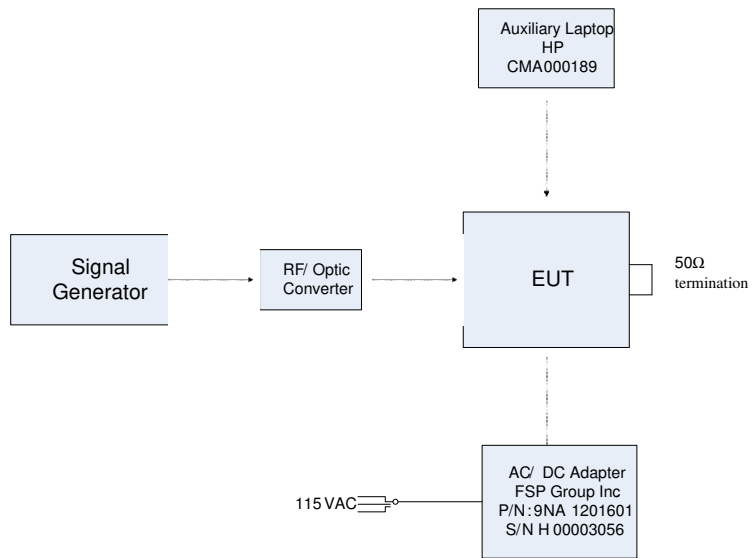 Auxiliary Laptop
HP
CMA000189
Signal
Generator
RF/ Optic
Converter
EUT
50Ω
termination
115 VAC
AC/ DC Adapter
FSP Group Inc
P/N : 9NA 1201601
S/N H 00003056